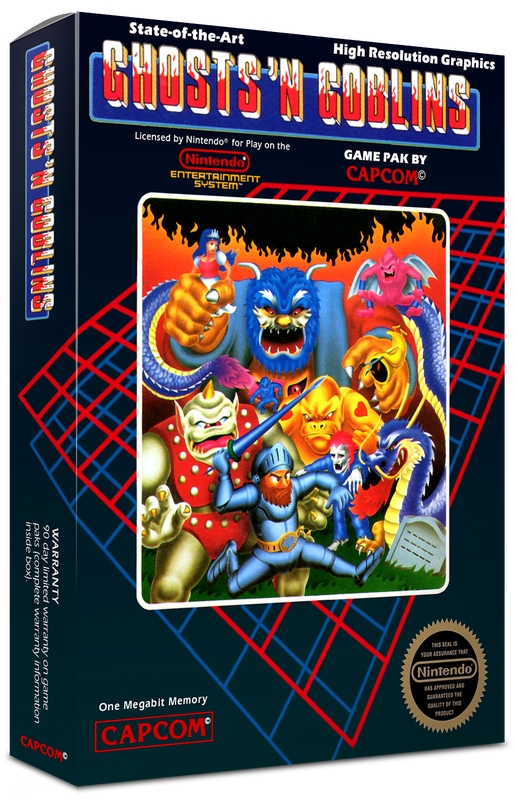 State-of-the-Art
High Resolution Graphics
GHOSTS'N GOBLINS
Licensed by Nintendo® for Play on the
Nintendo®
ENTERTAINMENT
SYSTEM™
GAME PAK BY
CAPCOM©
One Megabit Memory
CAPCOM©
THIS SEAL IS
YOUR ASSURANCE THAT
Nintendo
HAS APPROVED AND
GUARANTEED THE
QUALITY OF THIS
PRODUCT
GHOSTS'N GOBLINS
WARRANTY
90 day limited warranty on game
paks (complete warranty information
inside box).
CAPCOM©